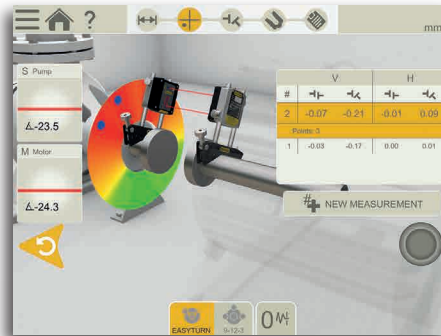 ?
mm
S Pump
-23.5
M Motor
-24.3
V H
#
2 -0.07 -0.21 -0.01 0.09
Points: 3
1 -0.03 -0.17 0.00 0.01
# NEW MEASUREMENT
EASYTURN
9-12-3
0